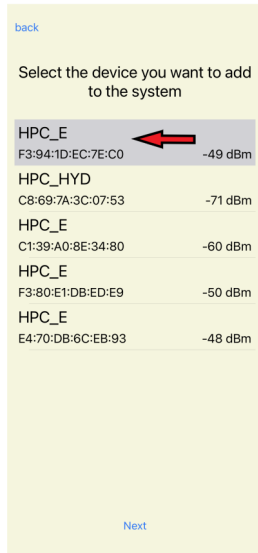 back
Select the device you want to add
to the system
HPC_E
F3:94:1D:EC:7E:C0 -49 dBm
HPC_HYD
C8:69:7A:3C:07:53 -71 dBm
HPC_E
C1:39:A0:8E:34:80 -60 dBm
HPC_E
F3:80:E1:DB:ED:E9 -50 dBm
HPC_E
E4:70:DB:6C:EB:93 -48 dBm
Next